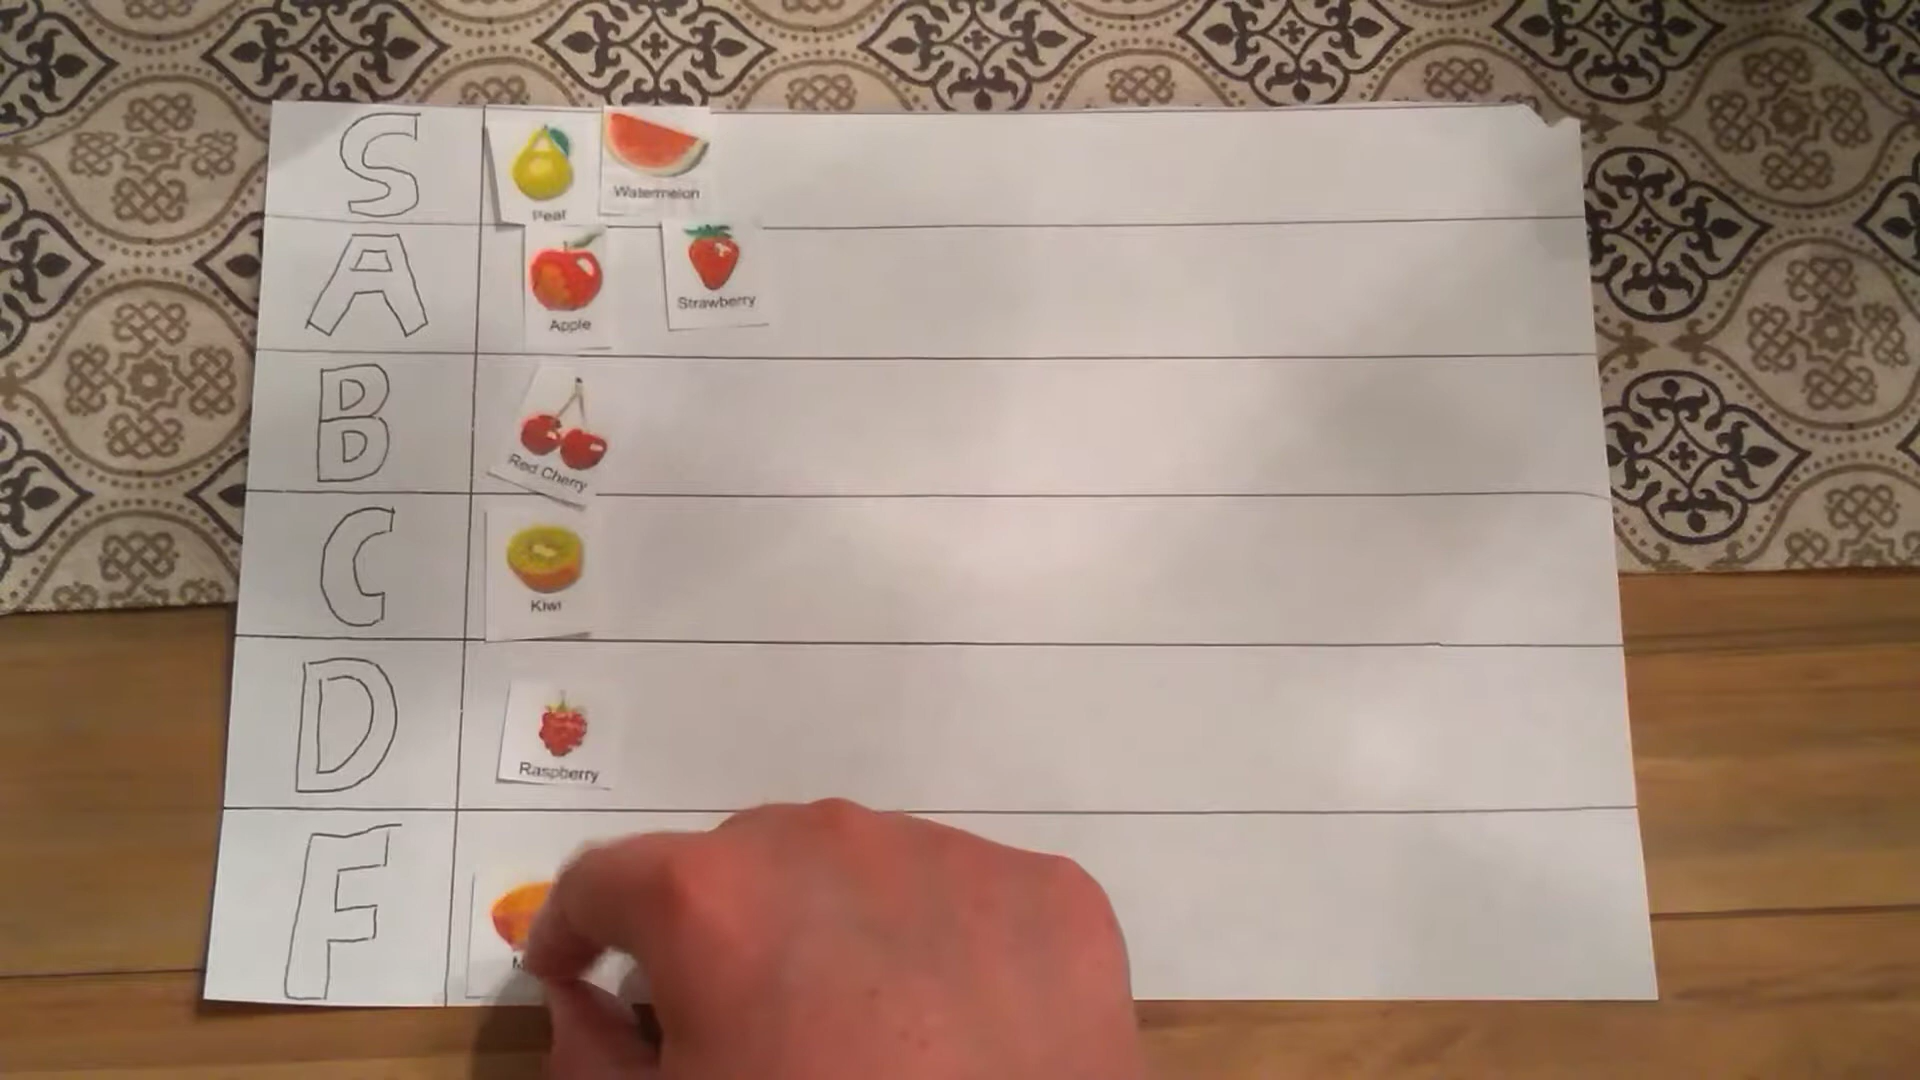 S
Pear
Watermelon
A
Apple
Strawberry
B
Red Cherry
C
Kiwi
D
Raspberry
F